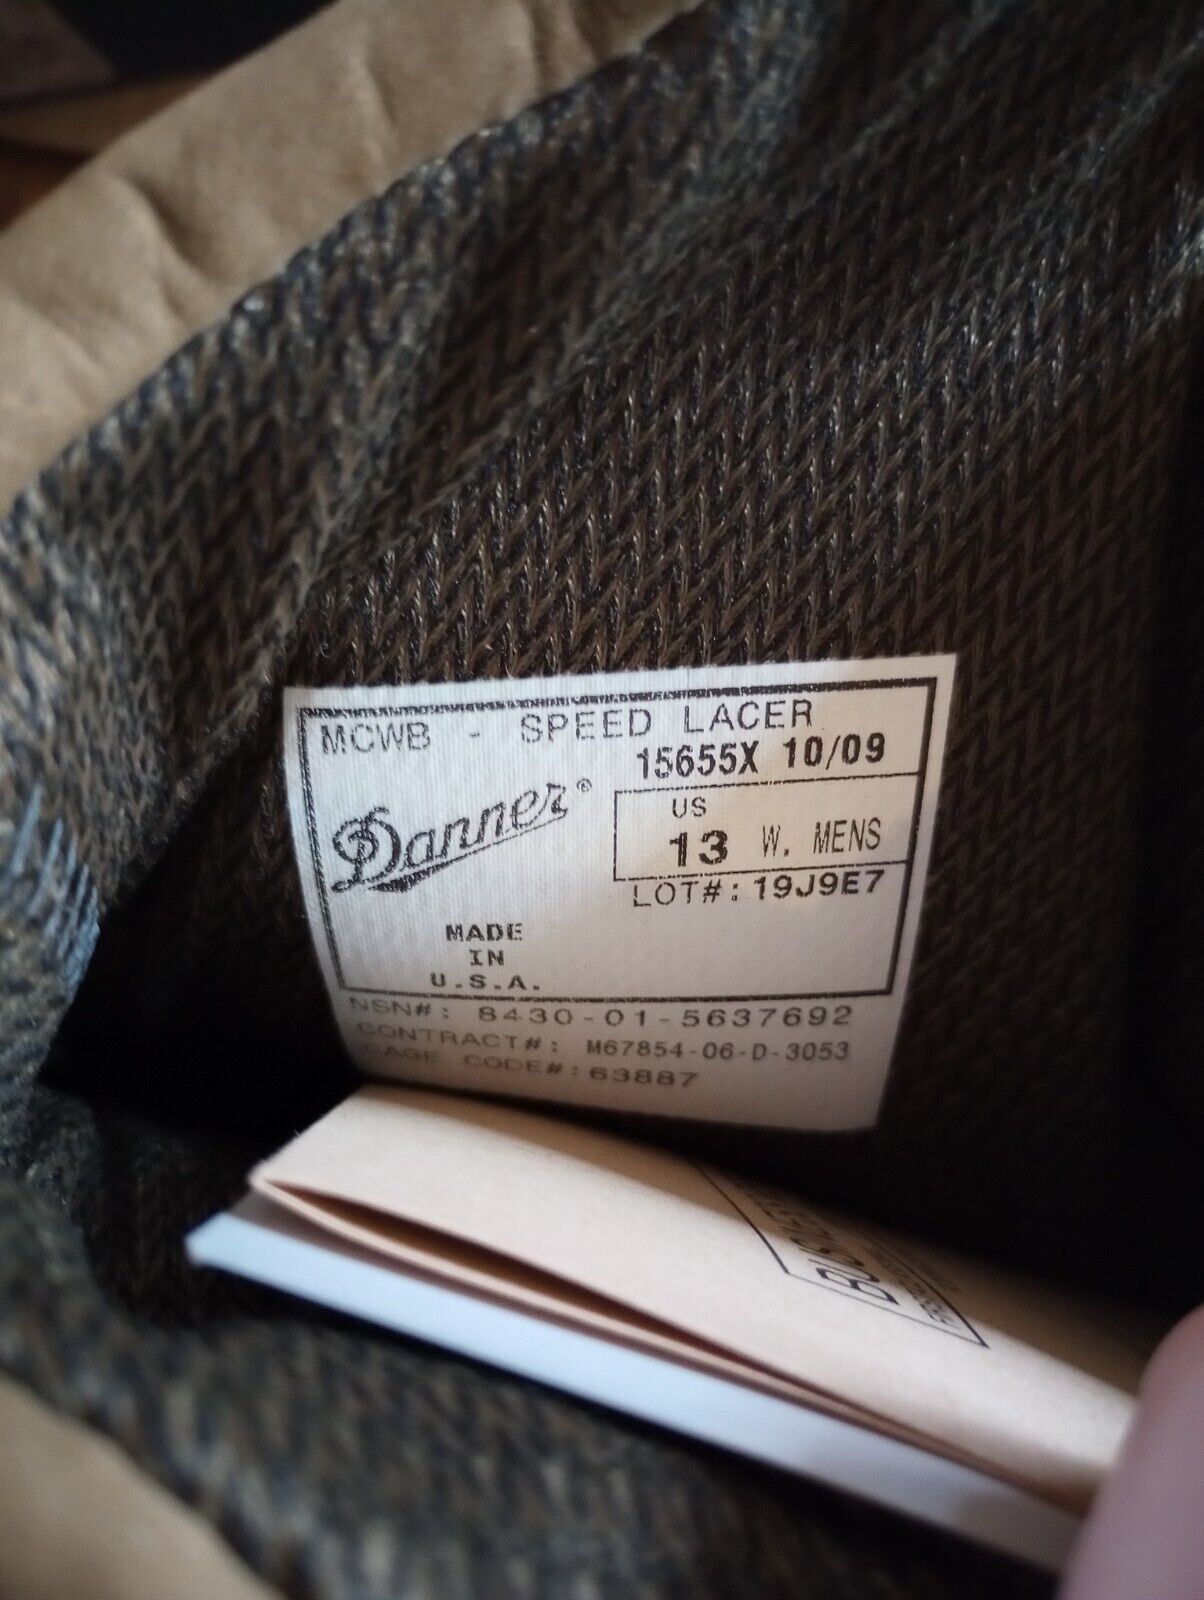 MCWB - SPEED LACER
15655X 10/09
Danner®
US
13 W. MENS
LOT#: 19J9E7
MADE
IN
U.S.A.
NSN#: 8430-01-5637692
CONTRACT#: M67854-06-D-3053
CAGE CODE#: 63887